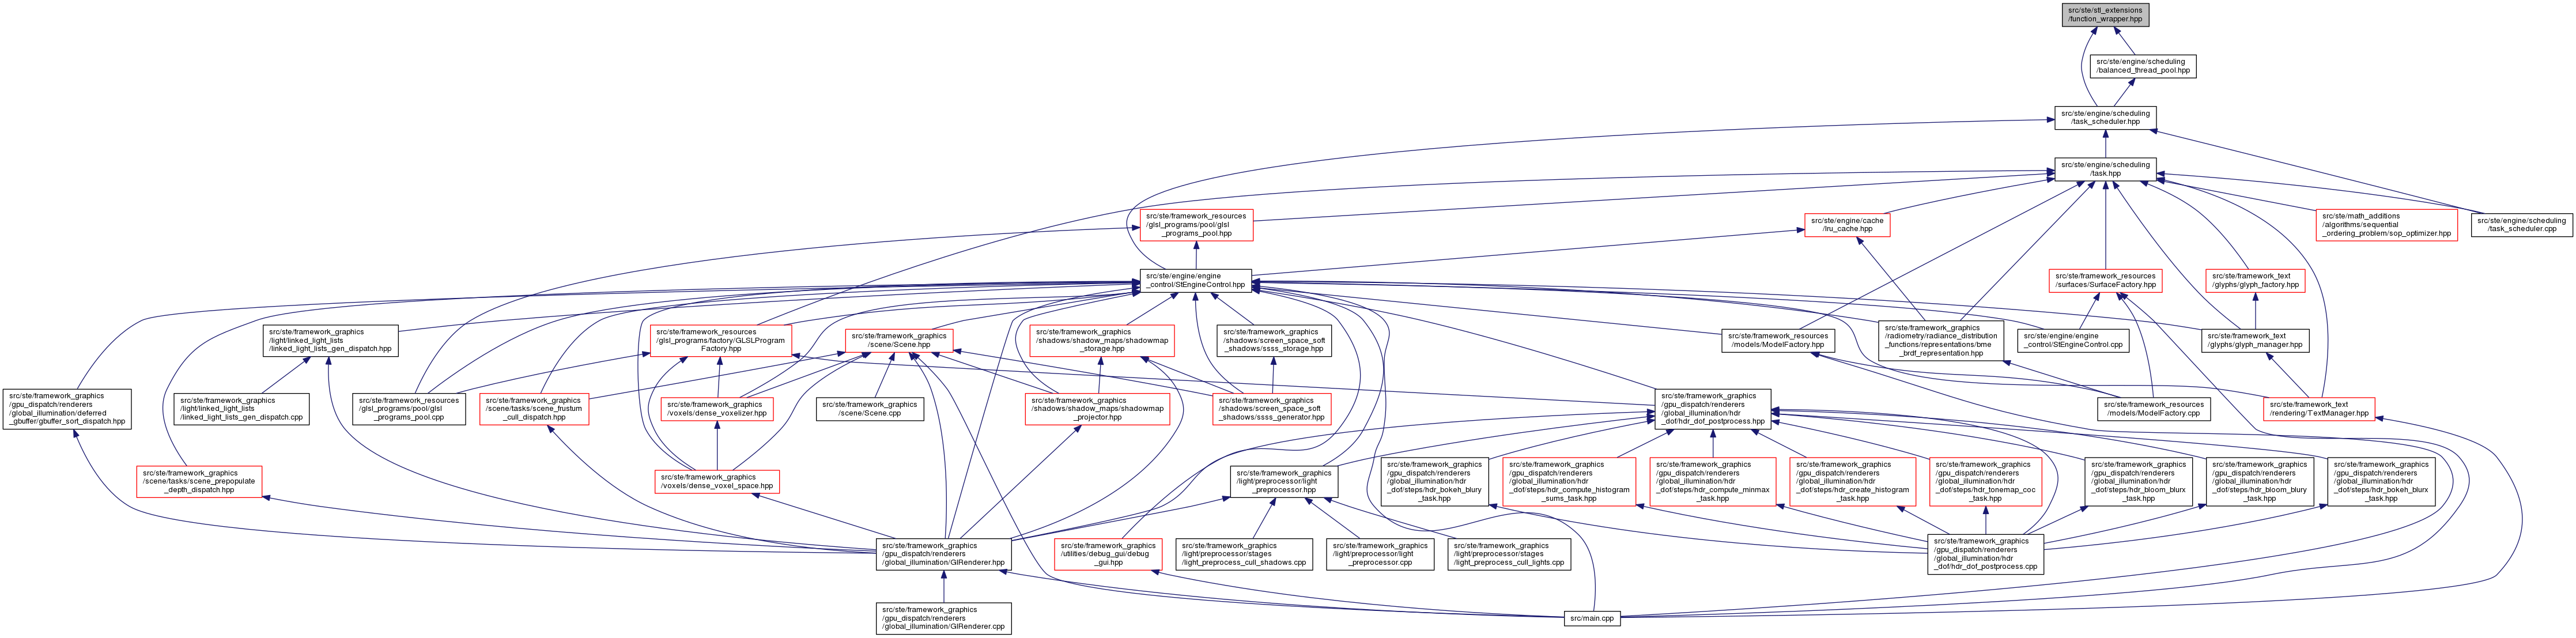 src/ste/stl_extensions
/function_wrapper.hpp
src/ste/engine/scheduling
/balanced_thread_pool.hpp
src/ste/engine/scheduling
/task_scheduler.hpp
src/ste/engine/scheduling
/task.hpp
src/ste/framework_resources
/glsl_programs/pool/glsl
_programs_pool.hpp
src/ste/engine/cache
/lru_cache.hpp
src/ste/math_additions
/algorithms/sequential
_ordering_problem/sop_optimizer.hpp
src/ste/engine/scheduling
/task_scheduler.cpp
src/ste/engine/engine
_control/StEngineControl.hpp
src/ste/framework_resources
/surfaces/SurfaceFactory.hpp
src/ste/framework_text
/glyphs/glyph_factory.hpp
src/ste/framework_graphics
/light/linked_light_lists
/linked_light_lists_gen_dispatch.hpp
src/ste/framework_resources
/glsl_programs/factory/GLSLProgram
Factory.hpp
src/ste/framework_graphics
/scene/Scene.hpp
src/ste/framework_graphics
/shadows/shadow_maps/shadowmap
_storage.hpp
src/ste/framework_graphics
/shadows/screen_space_soft
_shadows/ssss_storage.hpp
src/ste/framework_resources
/models/ModelFactory.hpp
src/ste/framework_graphics
/radiometry/radiance_distribution
_functions/representations/bme
_brdf_representation.hpp
src/ste/engine/engine
_control/StEngineControl.cpp
src/ste/framework_text
/glyphs/glyph_manager.hpp
src/ste/framework_graphics
/gpu_dispatch/renderers
/global_illumination/deferred
_gbuffer/gbuffer_sort_dispatch.hpp
src/ste/framework_graphics
/light/linked_light_lists
/linked_light_lists_gen_dispatch.cpp
src/ste/framework_resources
/glsl_programs/pool/glsl
_programs_pool.cpp
src/ste/framework_graphics
/scene/tasks/scene_frustum
_cull_dispatch.hpp
src/ste/framework_graphics
/voxels/dense_voxelizer.hpp
src/ste/framework_graphics
/scene/Scene.cpp
src/ste/framework_graphics
/shadows/shadow_maps/shadowmap
_projector.hpp
src/ste/framework_graphics
/shadows/screen_space_soft
_shadows/ssss_generator.hpp
src/ste/framework_graphics
/gpu_dispatch/renderers
/global_illumination/hdr
_dof/hdr_dof_postprocess.hpp
src/ste/framework_resources
/models/ModelFactory.cpp
src/ste/framework_text
/rendering/TextManager.hpp
src/ste/framework_graphics
/scene/tasks/scene_prepopulate
_depth_dispatch.hpp
src/ste/framework_graphics
/voxels/dense_voxel_space.hpp
src/ste/framework_graphics
/light/preprocessor/light
_preprocessor.hpp
src/ste/framework_graphics
/gpu_dispatch/renderers
/global_illumination/hdr
_dof/steps/hdr_bokeh_blury
_task.hpp
src/ste/framework_graphics
/gpu_dispatch/renderers
/global_illumination/hdr
_dof/steps/hdr_compute_histogram
_sums_task.hpp
src/ste/framework_graphics
/gpu_dispatch/renderers
/global_illumination/hdr
_dof/steps/hdr_compute_minmax
_task.hpp
src/ste/framework_graphics
/gpu_dispatch/renderers
/global_illumination/hdr
_dof/steps/hdr_create_histogram
_task.hpp
src/ste/framework_graphics
/gpu_dispatch/renderers
/global_illumination/hdr
_dof/steps/hdr_tonemap_coc
_task.hpp
src/ste/framework_graphics
/gpu_dispatch/renderers
/global_illumination/hdr
_dof/steps/hdr_bloom_blurx
_task.hpp
src/ste/framework_graphics
/gpu_dispatch/renderers
/global_illumination/hdr
_dof/steps/hdr_bloom_blury
_task.hpp
src/ste/framework_graphics
/gpu_dispatch/renderers
/global_illumination/hdr
_dof/steps/hdr_bokeh_blurx
_task.hpp
src/ste/framework_graphics
/gpu_dispatch/renderers
/global_illumination/GIRenderer.hpp
src/ste/framework_graphics
/utilities/debug_gui/debug
_gui.hpp
src/ste/framework_graphics
/light/preprocessor/stages
/light_preprocess_cull_shadows.cpp
src/ste/framework_graphics
/light/preprocessor/light
_preprocessor.cpp
src/ste/framework_graphics
/light/preprocessor/stages
/light_preprocess_cull_lights.cpp
src/ste/framework_graphics
/gpu_dispatch/renderers
/global_illumination/hdr
_dof/hdr_dof_postprocess.cpp
src/ste/framework_graphics
/gpu_dispatch/renderers
/global_illumination/GIRenderer.cpp
src/main.cpp